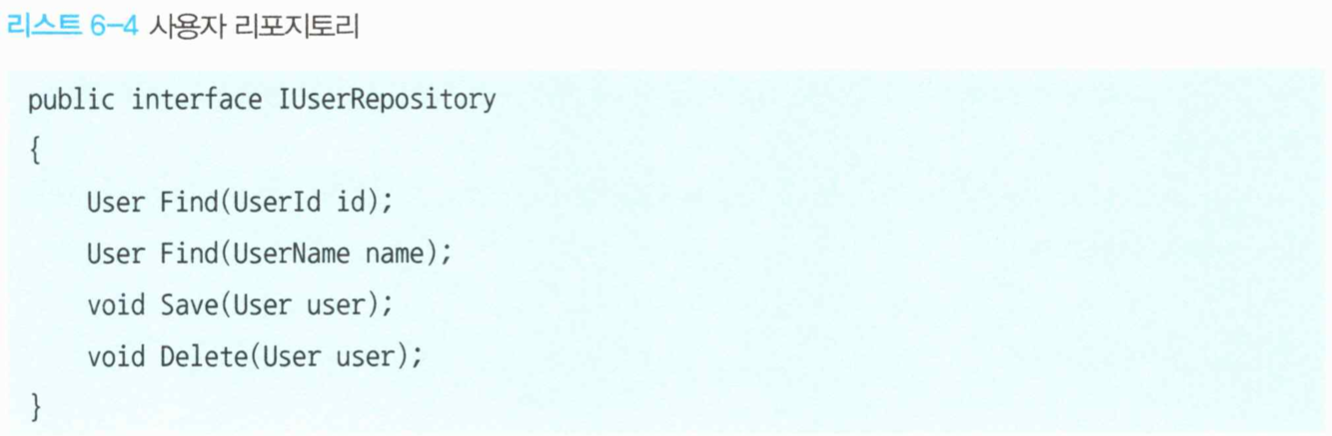 리스트 6-4 사용자 리포지토리
public interface IUserRepository
{
    User Find(UserId id);
    User Find(UserName name);
    void Save(User user);
    void Delete(User user);
}